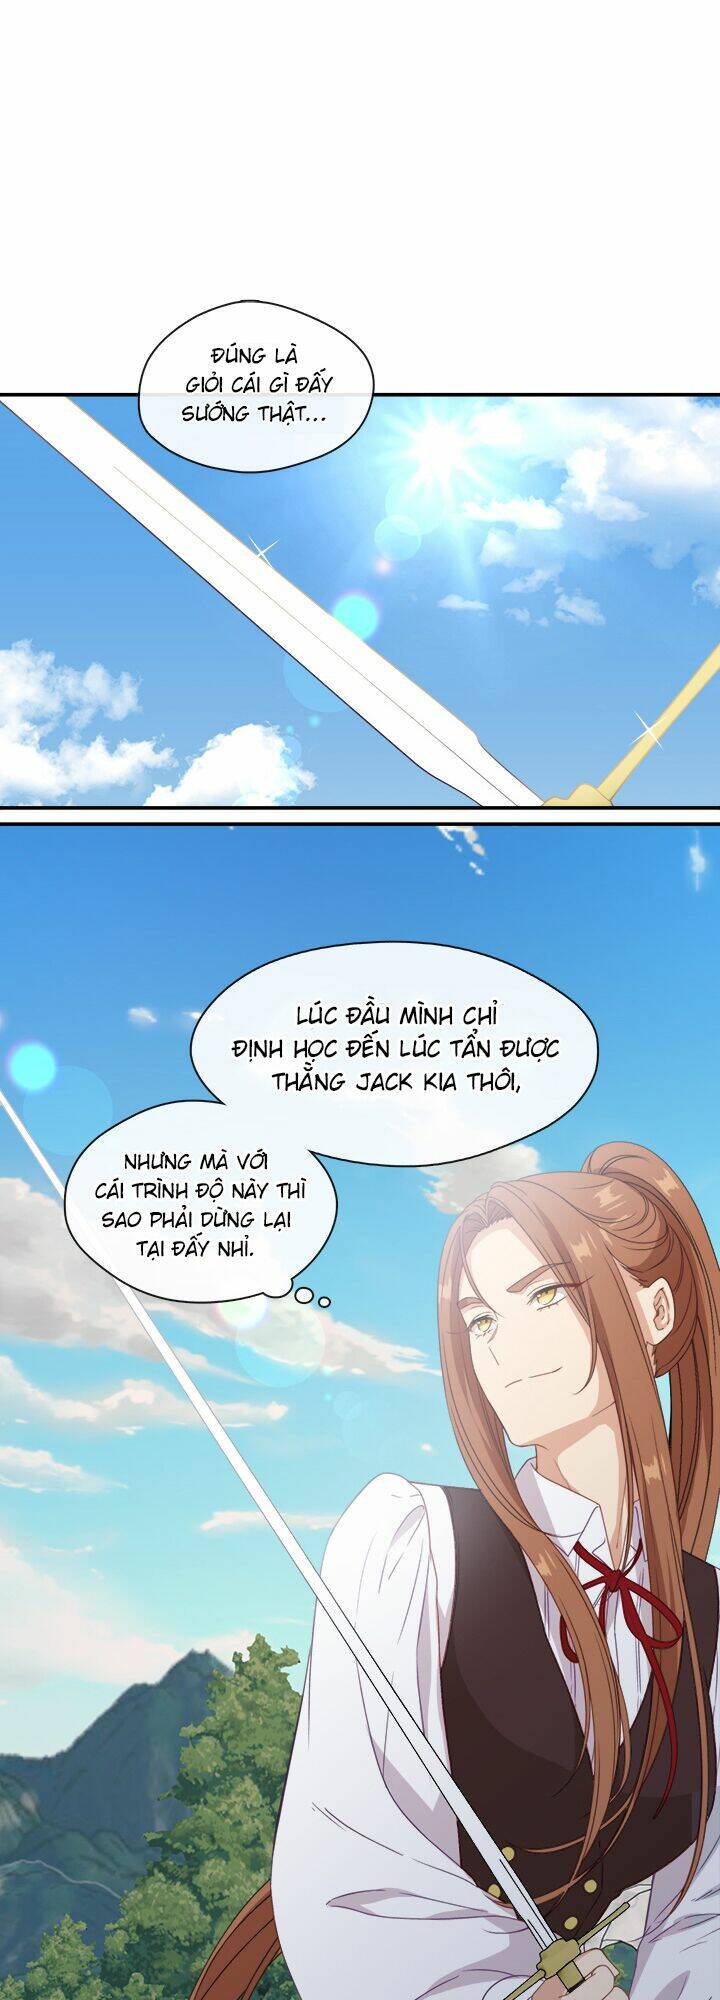 ĐÚNG LÀ
GIỎI CÁI GÌ ĐẤY
SƯỚNG THẬT...
LÚC ĐẦU MÌNH CHỈ
ĐỊNH HỌC ĐẾN LÚC TẨN ĐƯỢC
THẰNG JACK KIA THÔI,
NHƯNG MÀ VỚI
CÁI TRÌNH ĐỘ NÀY THÌ
SAO PHẢI DỪNG LẠI
TẠI ĐẤY NHỈ.